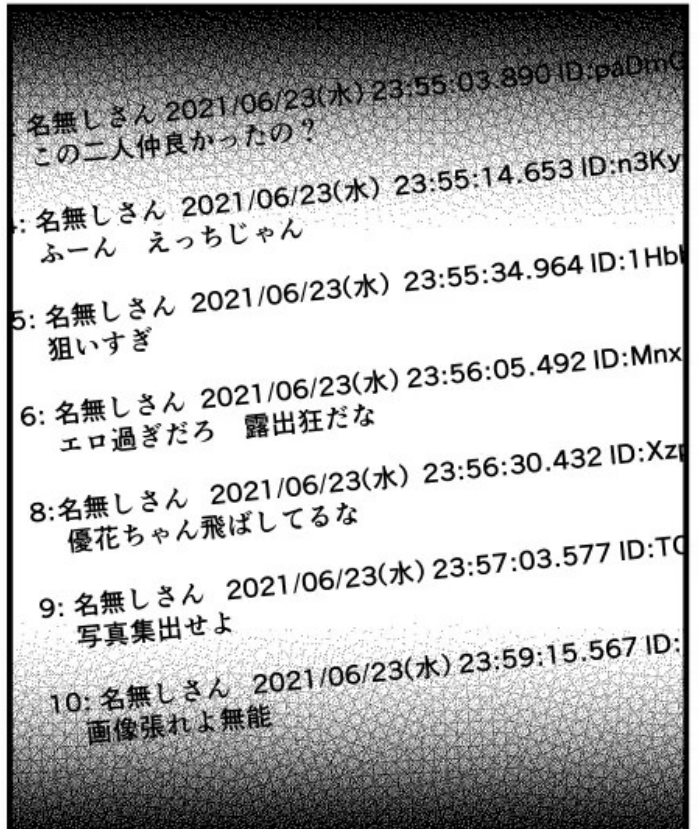 : 名無しさん 2021/06/23(水) 23:55:03.890 ID:paDmG
この二人仲良かったの？
4: 名無しさん 2021/06/23(水) 23:55:14.653 ID:n3Ky
ふーん えっちじゃん
5: 名無しさん 2021/06/23(水) 23:55:34.964 ID:1Hb
狙いすぎ
6: 名無しさん 2021/06/23(水) 23:56:05.492 ID:Mnx
エロ過ぎだろ 露出狂だな
8:名無しさん 2021/06/23(水) 23:56:30.432 ID:Xzp
優花ちゃん飛ばしてるな
9: 名無しさん 2021/06/23(水) 23:57:03.577 ID:TC
写真集出せよ
10: 名無しさん 2021/06/23(水) 23:59:15.567 ID:
画像張れよ無能